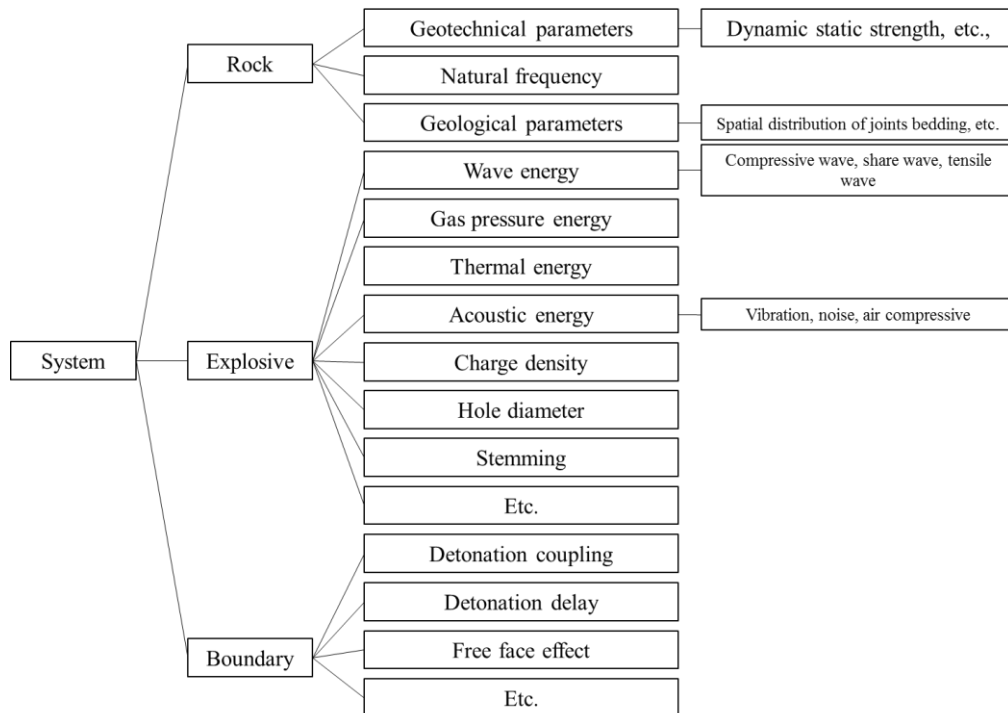 Geotechnical parameters
Dynamic static strength, etc.,
Rock
Natural frequency
Geological parameters
Spatial distribution of joints bedding, etc.
Wave energy
Compressive wave, share wave, tensile
wave
Gas pressure energy
Thermal energy
Acoustic energy
Vibration, noise, air compressive
System
Explosive
Charge density
Hole diameter
Stemming
Etc.
Detonation coupling
Detonation delay
Boundary
Free face effect
Etc.